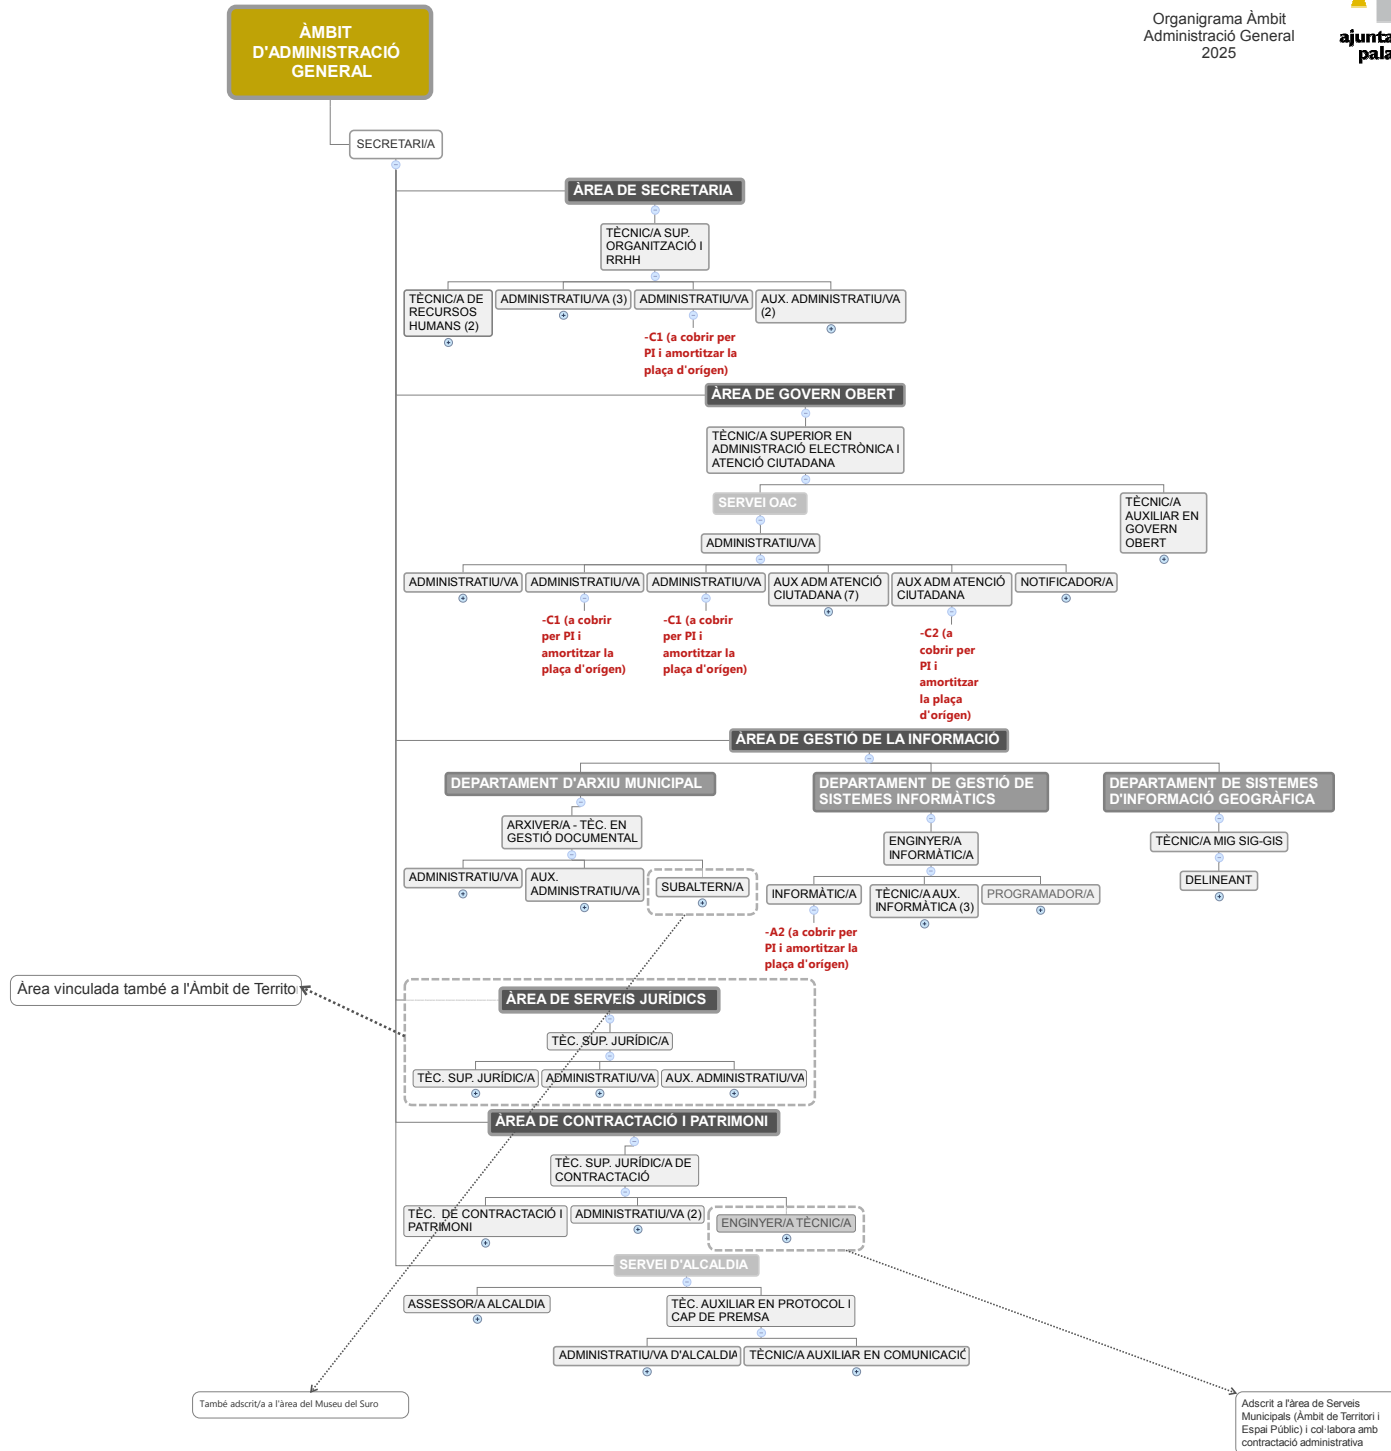 Organigrama Àmbit
Administració General
2025
ajunta
pala
ÀMBIT
D'ADMINISTRACIÓ
GENERAL
SECRETARI/A
ÀREA DE SECRETARIA
TÈCNIC/A SUP.
ORGANITZACIÓ I
RRHH
TÈCNIC/A DE
RECURSOS
HUMANS (2)
ADMINISTRATIU/VA (3)
ADMINISTRATIU/VA
-C1 (a cobrir per
PI i amortitzar la
plaça d'orígen)
AUX. ADMINISTRATIU/VA
(2)
ÀREA DE GOVERN OBERT
TÈCNIC/A SUPERIOR EN
ADMINISTRACIÓ ELECTRÒNICA I
ATENCIÓ CIUTADANA
SERVEI OAC
ADMINISTRATIU/VA
TÈCNIC/A
AUXILIAR EN
GOVERN
OBERT
ADMINISTRATIU/VA
ADMINISTRATIU/VA
-C1 (a cobrir
per PI i
amortitzar la
plaça d'orígen)
ADMINISTRATIU/VA
-C1 (a cobrir
per PI i
amortitzar la
plaça d'orígen)
AUX ADM ATENCIÓ
CIUTADANA (7)
AUX ADM ATENCIÓ
CIUTADANA
-C2 (a
cobrir per
PI i
amortitzar
la plaça
d'orígen)
NOTIFICADOR/A
ÀREA DE GESTIÓ DE LA INFORMACIÓ
DEPARTAMENT D'ARXIU MUNICIPAL
ARXIVER/A - TÈC. EN
GESTIÓ DOCUMENTAL
ADMINISTRATIU/VA
AUX.
ADMINISTRATIU/VA
SUBALTERN/A
DEPARTAMENT DE GESTIÓ DE
SISTEMES INFORMÀTICS
ENGINYER/A
INFORMÀTIC/A
INFORMÀTIC/A
-A2 (a cobrir per
PI i amortitzar la
plaça d'orígen)
TÈCNIC/A AUX.
INFORMÀTICA (3)
PROGRAMADOR/A
DEPARTAMENT DE SISTEMES
D'INFORMACIÓ GEOGRÀFICA
TÈCNIC/A MIG SIG-GIS
DELINEANT
Àrea vinculada també a l'Àmbit de Territo
ÀREA DE SERVEIS JURÍDICS
TÈC. SUP. JURÍDIC/A
TÈC. SUP. JURÍDIC/A
ADMINISTRATIU/VA
AUX. ADMINISTRATIU/VA
ÀREA DE CONTRACTACIÓ I PATRIMONI
TÈC. SUP. JURÍDIC/A DE
CONTRACTACIÓ
TÈC. DE CONTRACTACIÓ I
PATRIMONI
ADMINISTRATIU/VA (2)
ENGINYER/A TÈCNIC/A
SERVEI D'ALCALDIA
ASSESSOR/A ALCALDIA
TÈC. AUXILIAR EN PROTOCOL I
CAP DE PREMSA
ADMINISTRATIU/VA D'ALCALDIA
TÈCNIC/A AUXILIAR EN COMUNICACIÓ
També adscrit/a a l'àrea del Museu del Suro
Adscrit a l'àrea de Serveis
Municipals (Àmbit de Territori i
Espai Públic) i col·labora amb
contractació administrativa